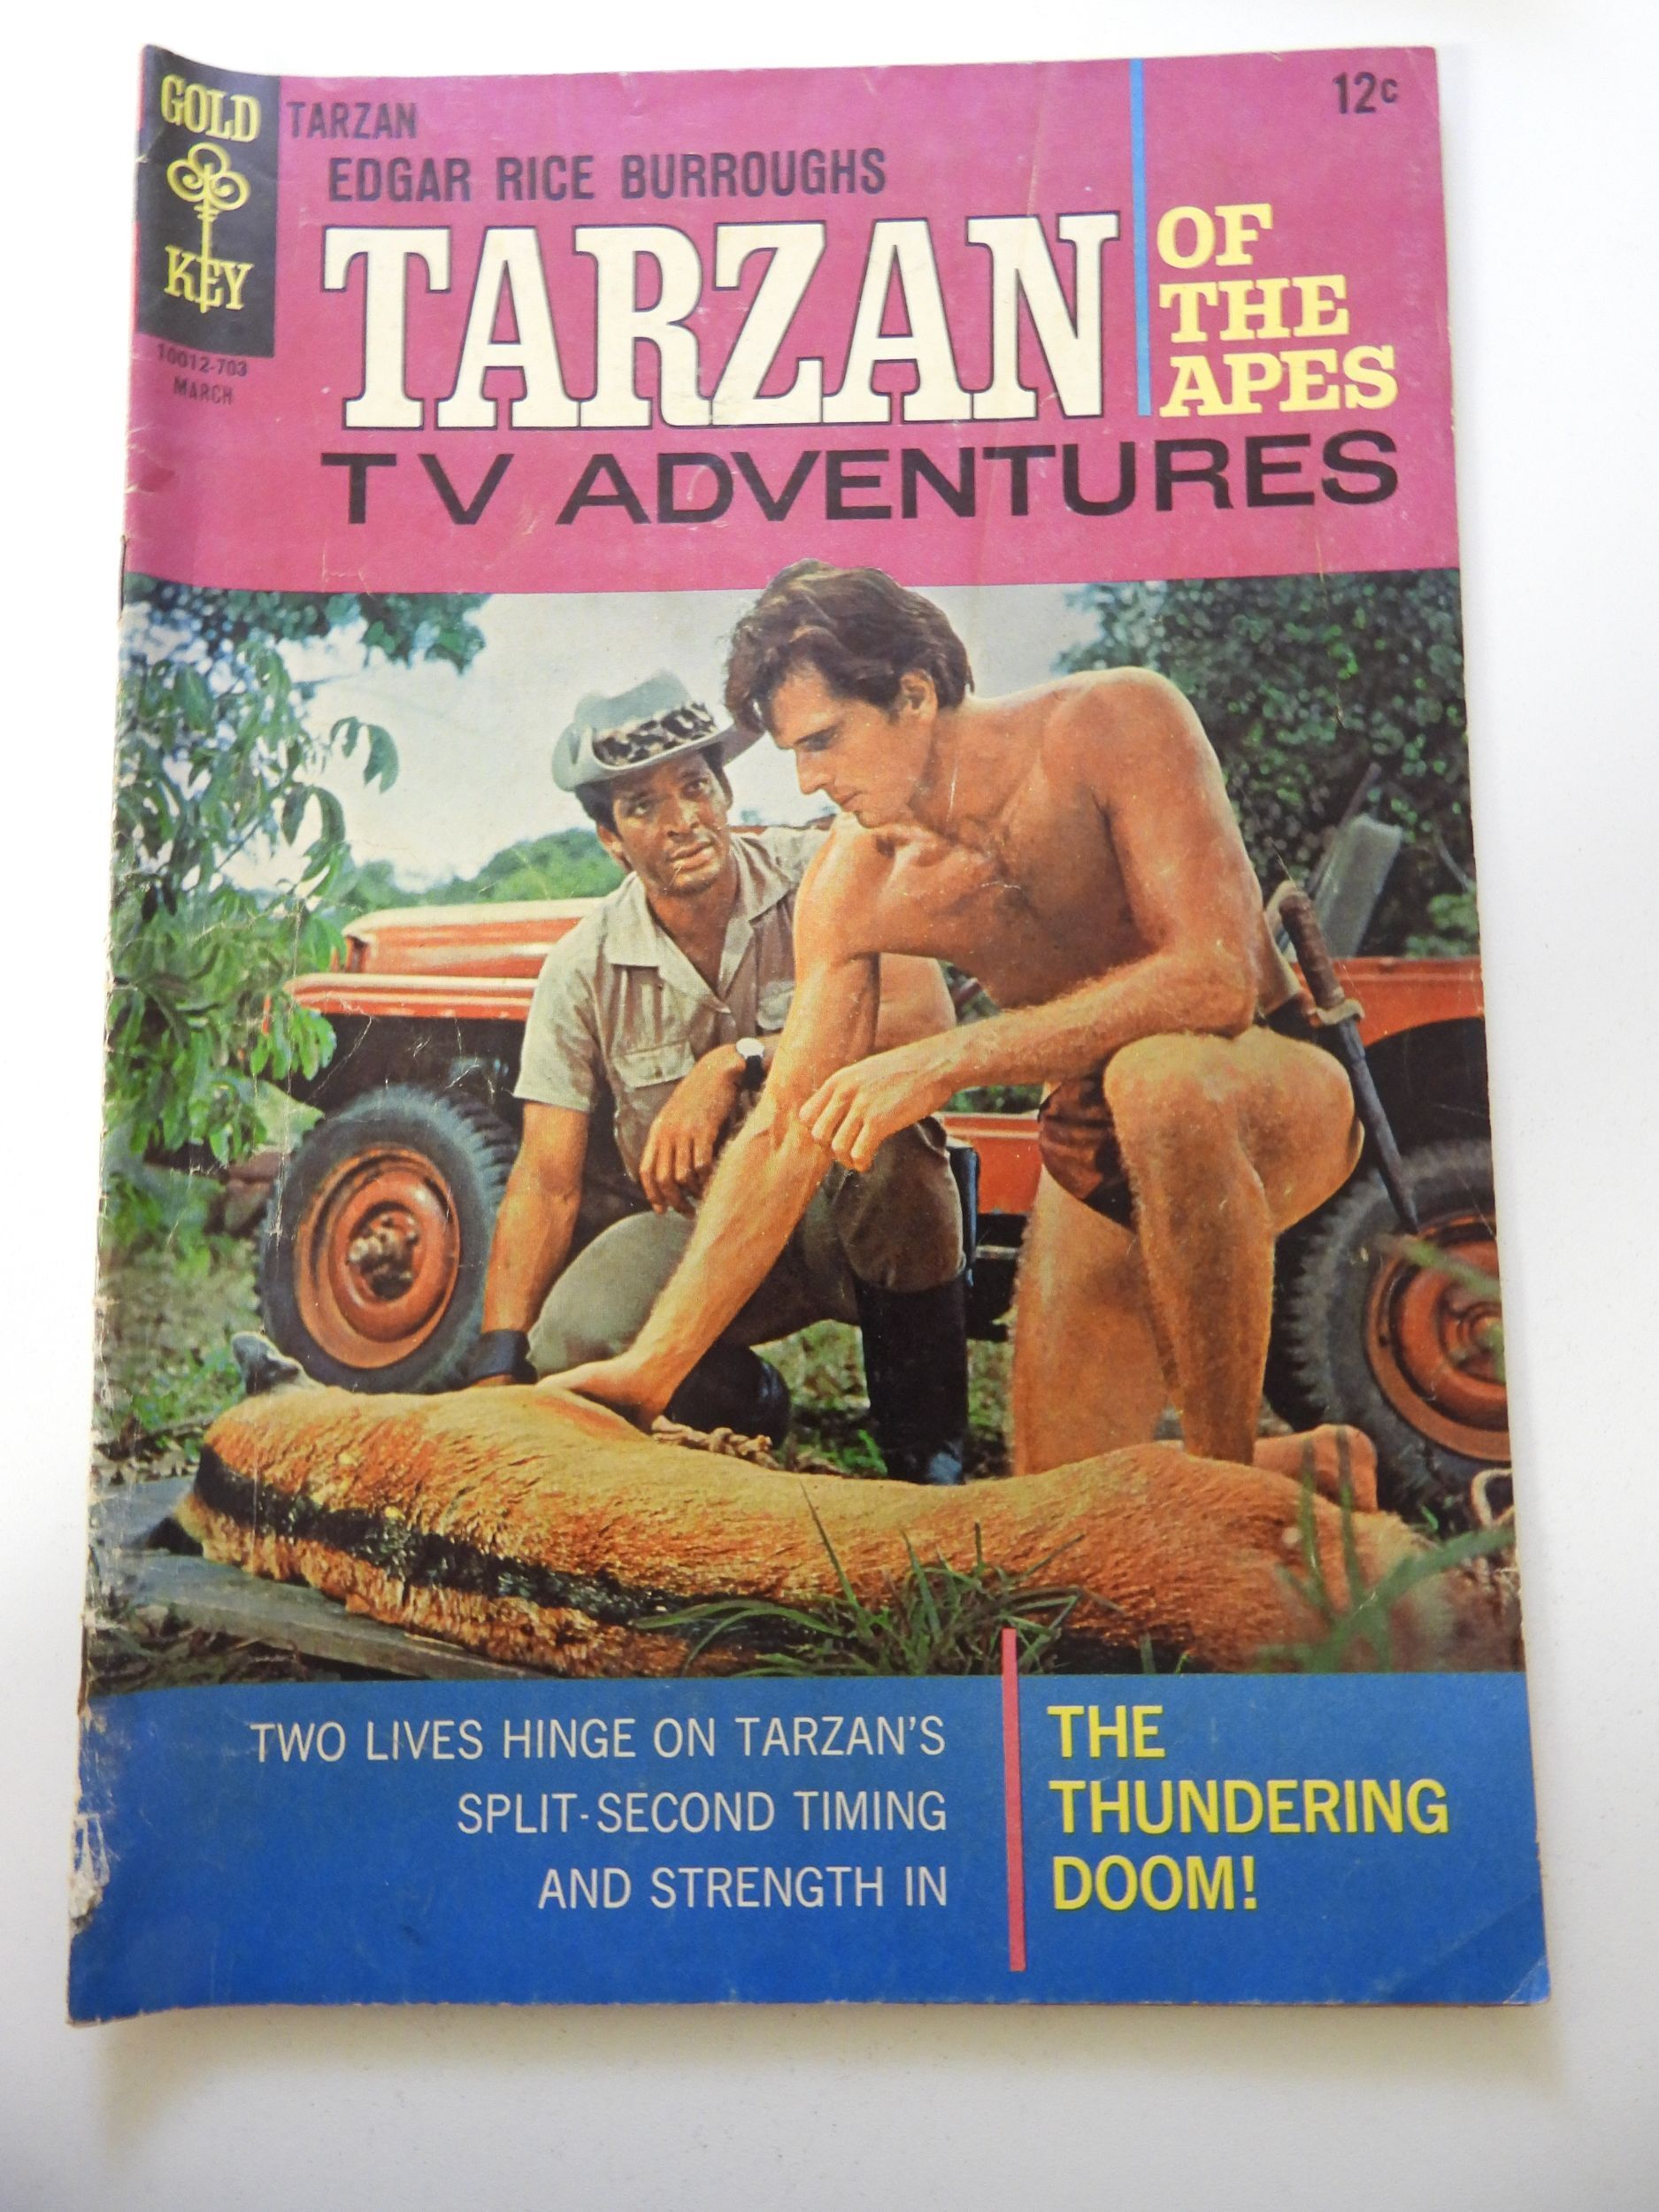 GOLD
KEY
10012-703
MARCH
TARZAN
EDGAR RICE BURROUGHS
TARZAN
OF
THE
APES
12c
TV ADVENTURES
TWO LIVES HINGE ON TARZAN'S
SPLIT-SECOND TIMING
AND STRENGTH IN
THE
THUNDERING
DOOM!